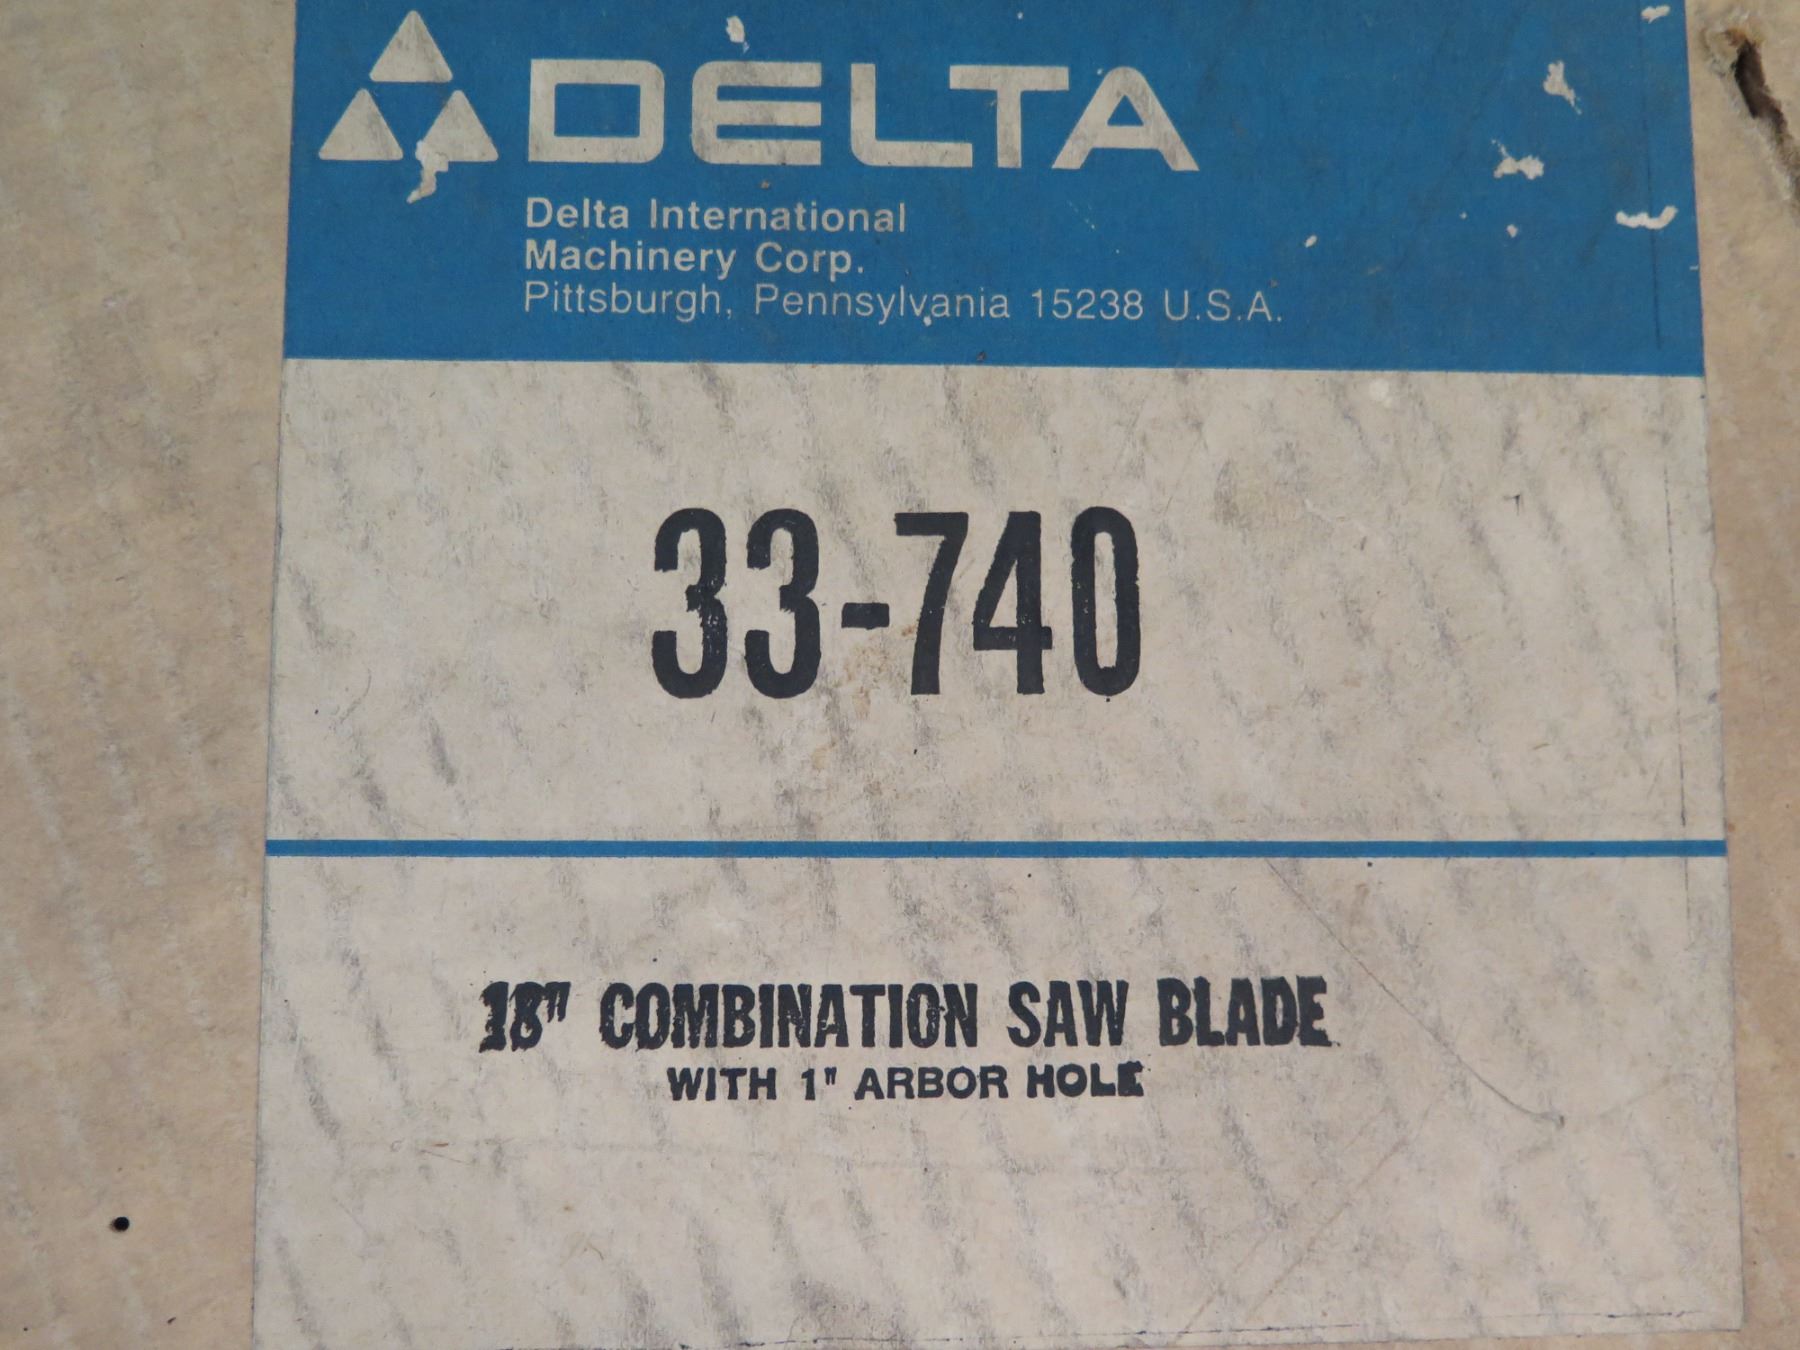 DELTA
Delta International
Machinery Corp.
Pittsburgh, Pennsylvania 15238 U.S.A.
33-740
18" COMBINATION SAW BLADE
WITH 1" ARBOR HOLE